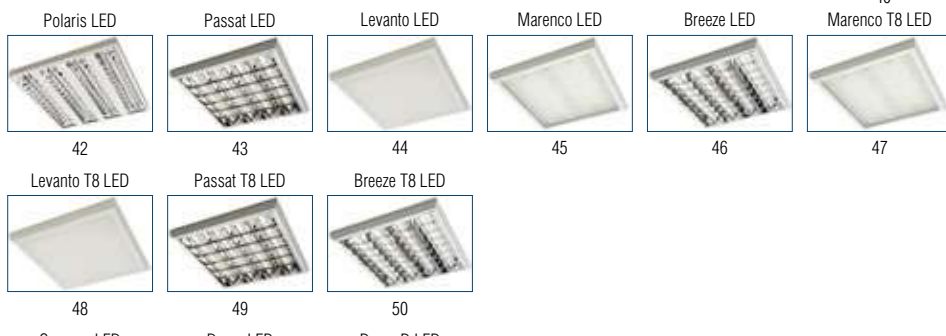 Polaris LED Passat LED Levanto LED Marenco LED Breeze LED Marenco T8 LED
42 43 44 45 46 47
Levanto T8 LED Passat T8 LED Breeze T8 LED
48 49 50